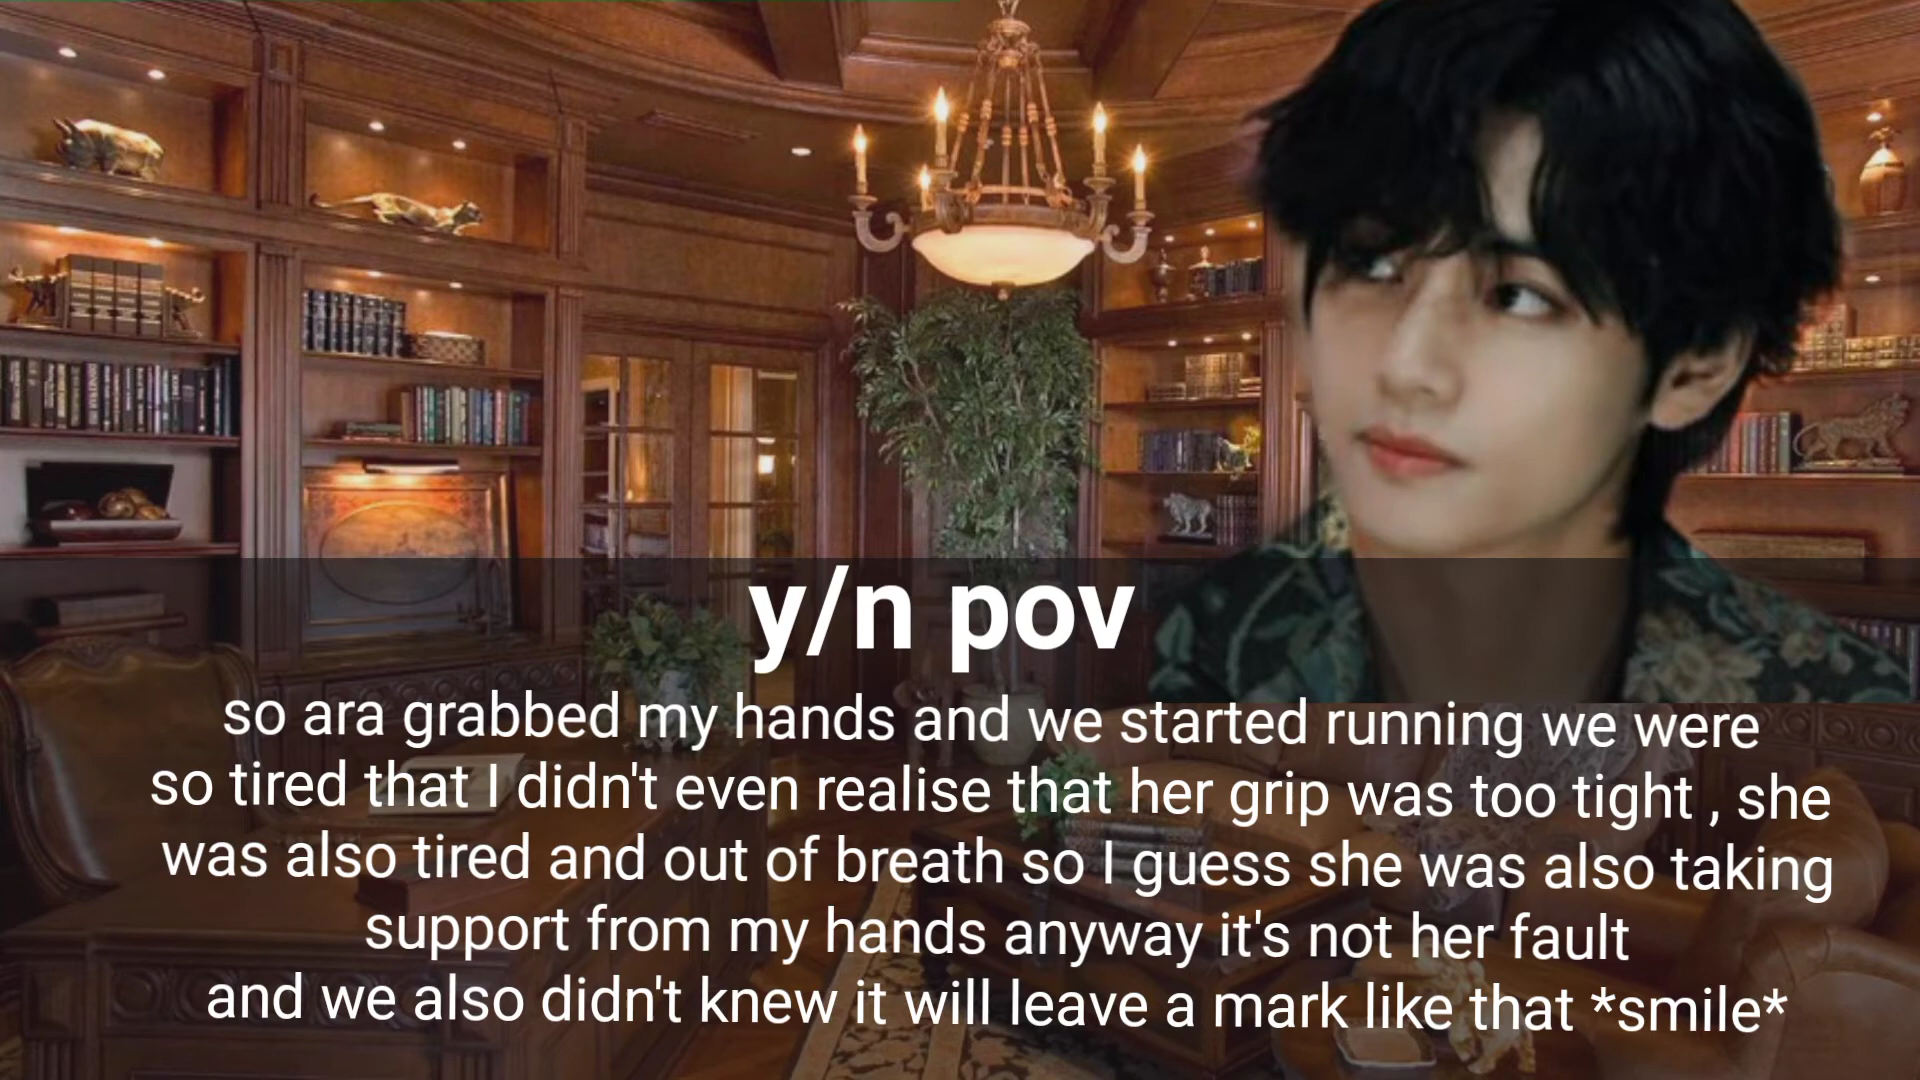 y/n pov
so ara grabbed my hands and we started running we were
so tired that I didn't even realise that her grip was too tight , she
was also tired and out of breath so I guess she was also taking
support from my hands anyway it's not her fault
and we also didn't knew it will leave a mark like that *smile*